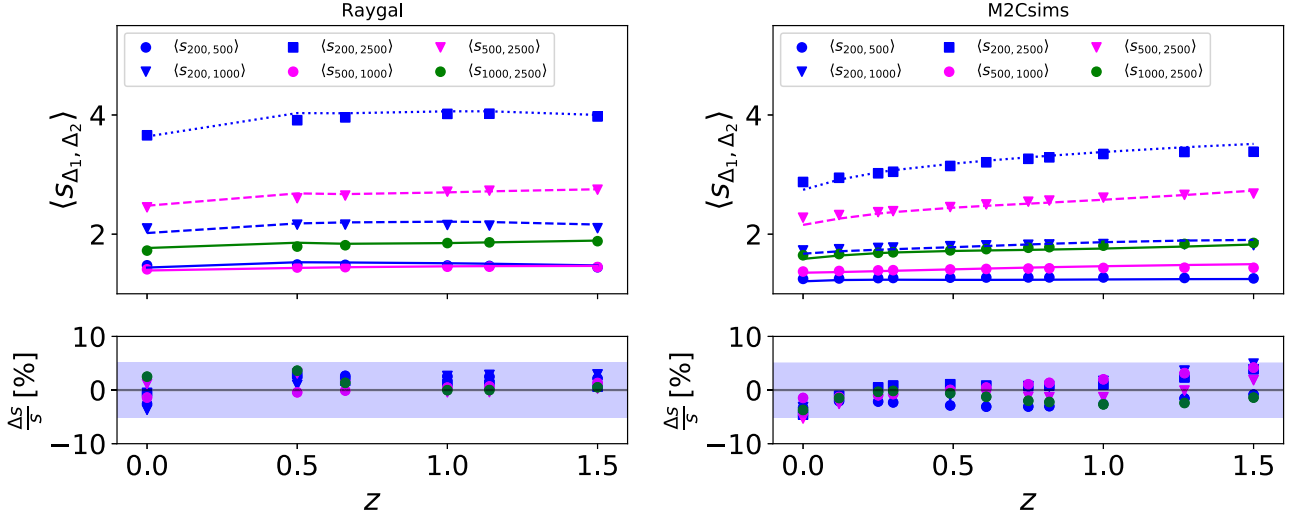 Raygal
⟨s200, 500⟩ ⟨s200, 2500⟩ ⟨s500, 2500⟩
⟨s200, 1000⟩ ⟨s500, 1000⟩ ⟨s1000, 2500⟩
4
2
⟨sΔ1, Δ2⟩
10
0
−10
Δs/s [%]
0.0 0.5 1.0 1.5
z
M2Csims
⟨s200, 500⟩ ⟨s200, 2500⟩ ⟨s500, 2500⟩
⟨s200, 1000⟩ ⟨s500, 1000⟩ ⟨s1000, 2500⟩
4
2
⟨sΔ1, Δ2⟩
10
0
−10
Δs/s [%]
0.0 0.5 1.0 1.5
z